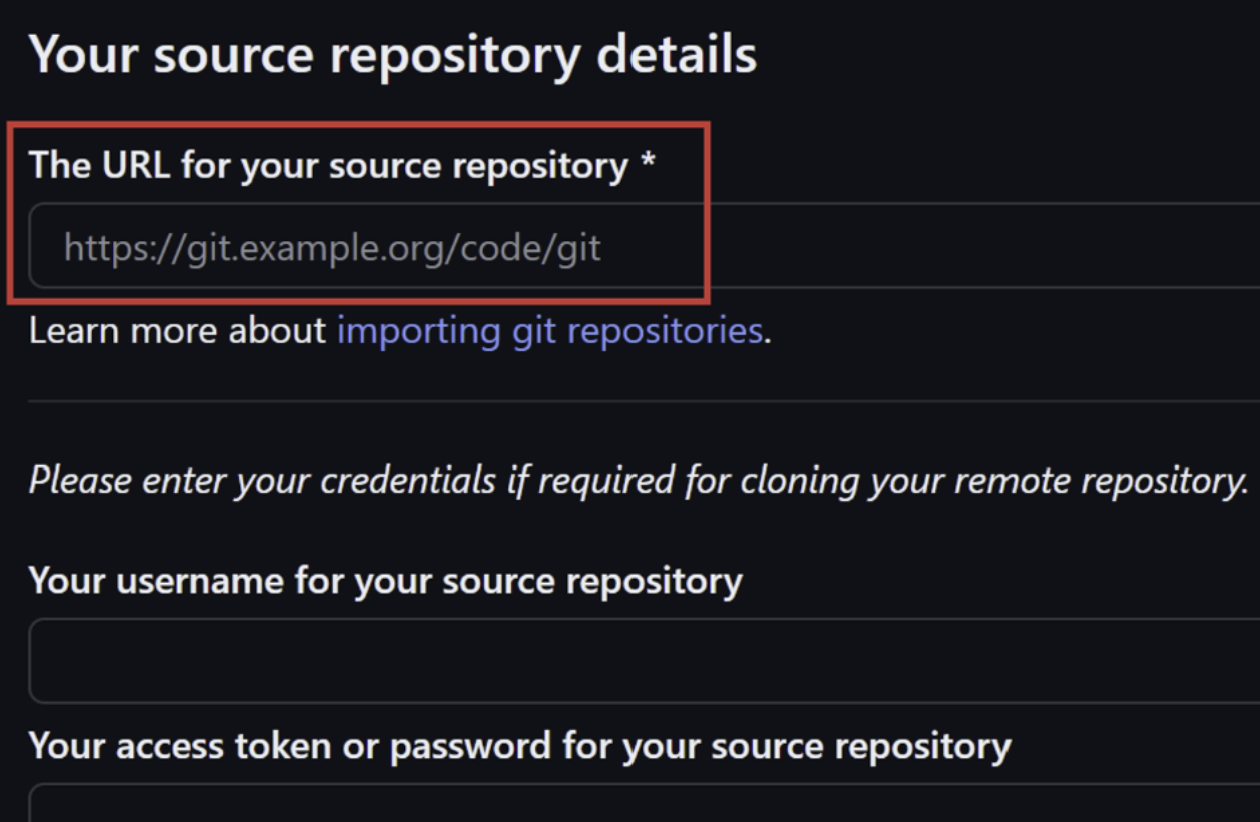 Your source repository details
The URL for your source repository *
https://git.example.org/code/git
Learn more about importing git repositories.
Please enter your credentials if required for cloning your remote repository.
Your username for your source repository
Your access token or password for your source repository